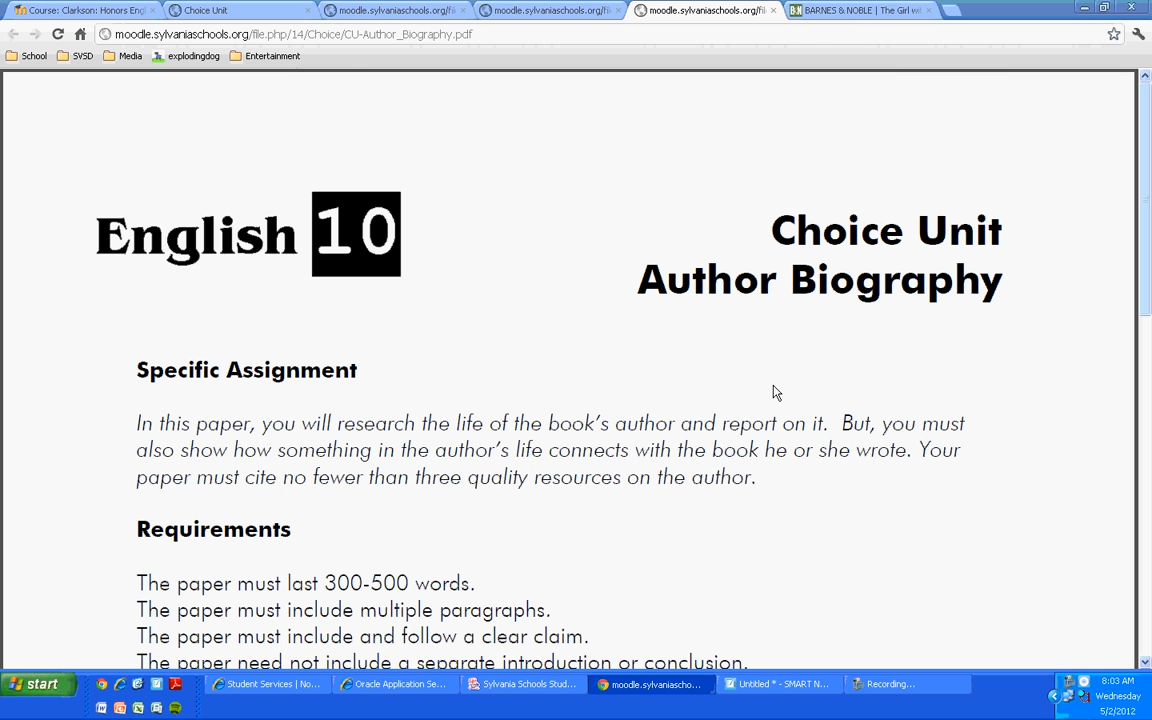 Course: Clarkson: Honors Eng
Choice Unit
moodle.sylvaniaschools.org/fil
moodle.sylvaniaschools.org/fil
moodle.sylvaniaschools.org/fil
BARNES & NOBLE | The Girl wi
moodle.sylvaniaschools.org/file.php/14/Choice/CU-Author_Biography.pdf
School
SVSD
Media
explodingdog
Entertainment
English 10
Choice Unit
Author Biography
Specific Assignment
In this paper, you will research the life of the book's author and report on it. But, you must
also show how something in the author's life connects with the book he or she wrote. Your
paper must cite no fewer than three quality resources on the author.
Requirements
The paper must last 300-500 words.
The paper must include multiple paragraphs.
The paper must include and follow a clear claim.
The paper need not include a separate introduction or conclusion.
start
Student Services | No...
Oracle Application Se...
Sylvania Schools Stud...
moodle.sylvaniascho...
Untitled * - SMART N...
Recording...
8:03 AM
Wednesday
5/2/2012